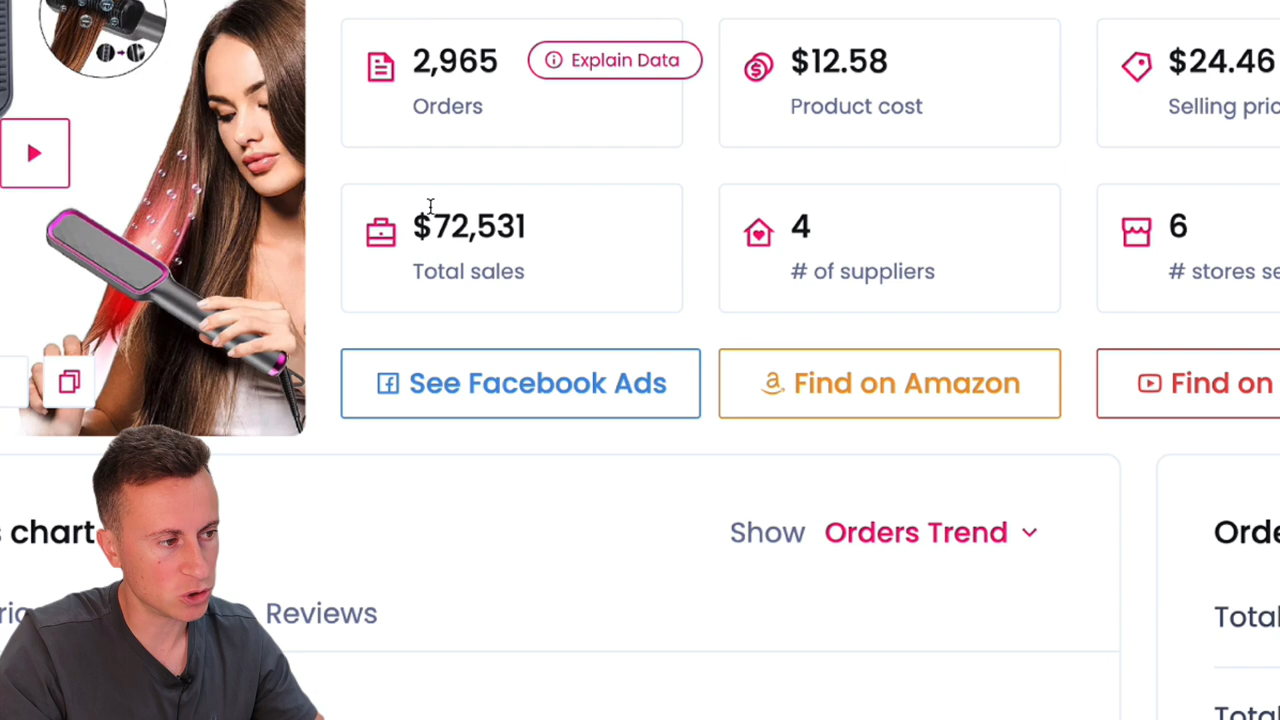 2,965
Explain Data
Orders
$12.58
Product cost
$24.46
Selling pric
$72,531
Total sales
4
# of suppliers
6
# stores se
See Facebook Ads
Find on Amazon
Find on
s chart
Show Orders Trend
Orde
Reviews
Total
Total